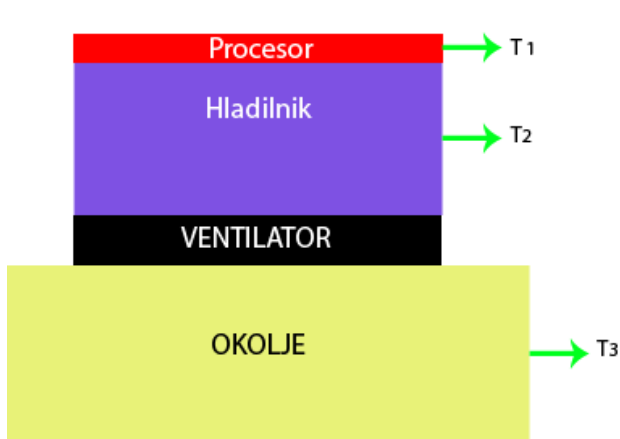 Procesor
T1
Hladilnik
T2
VENTILATOR
OKOLJE
T3